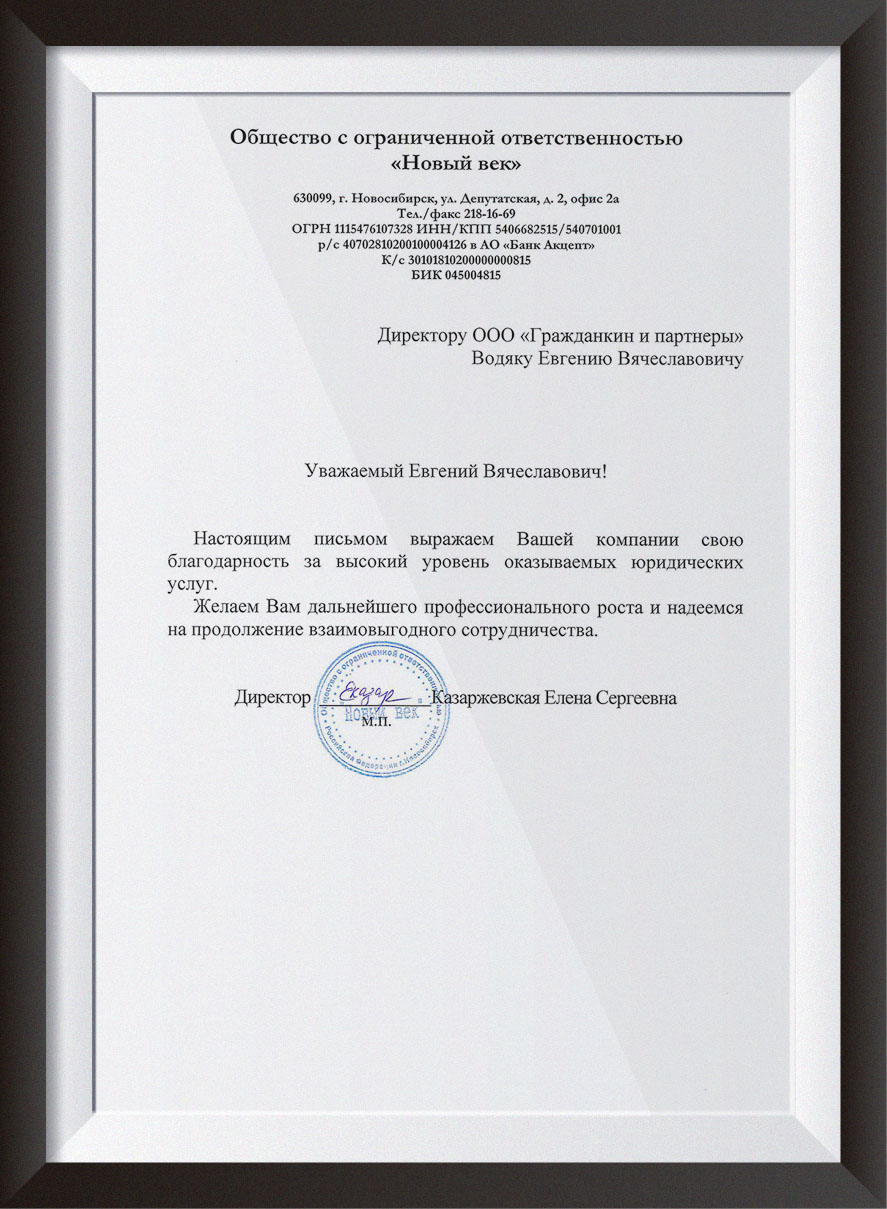 Общество с ограниченной ответственностью
«Новый век»
630099, г. Новосибирск, ул. Депутатская, д. 2, офис 2а
Тел./факс 218-16-69
ОГРН 1115476107328 ИНН/КПП 5406682515/540701001
р/с 40702810200100004126 в АО «Банк Акцепт»
К/с 30101810200000000815
БИК 045004815
Директору ООО «Гражданкин и партнеры»
Водяку Евгению Вячеславовичу
Уважаемый Евгений Вячеславович!
Настоящим письмом выражаем Вашей компании свою
благодарность за высокий уровень оказываемых юридических
услуг.
Желаем Вам дальнейшего профессионального роста и надеемся
на продолжение взаимовыгодного сотрудничества.
Директор Казаржевская Елена Сергеевна
М.П.
Общество с ограниченной ответственностью
"Новый век"
Российская Федерация г.Новосибирск